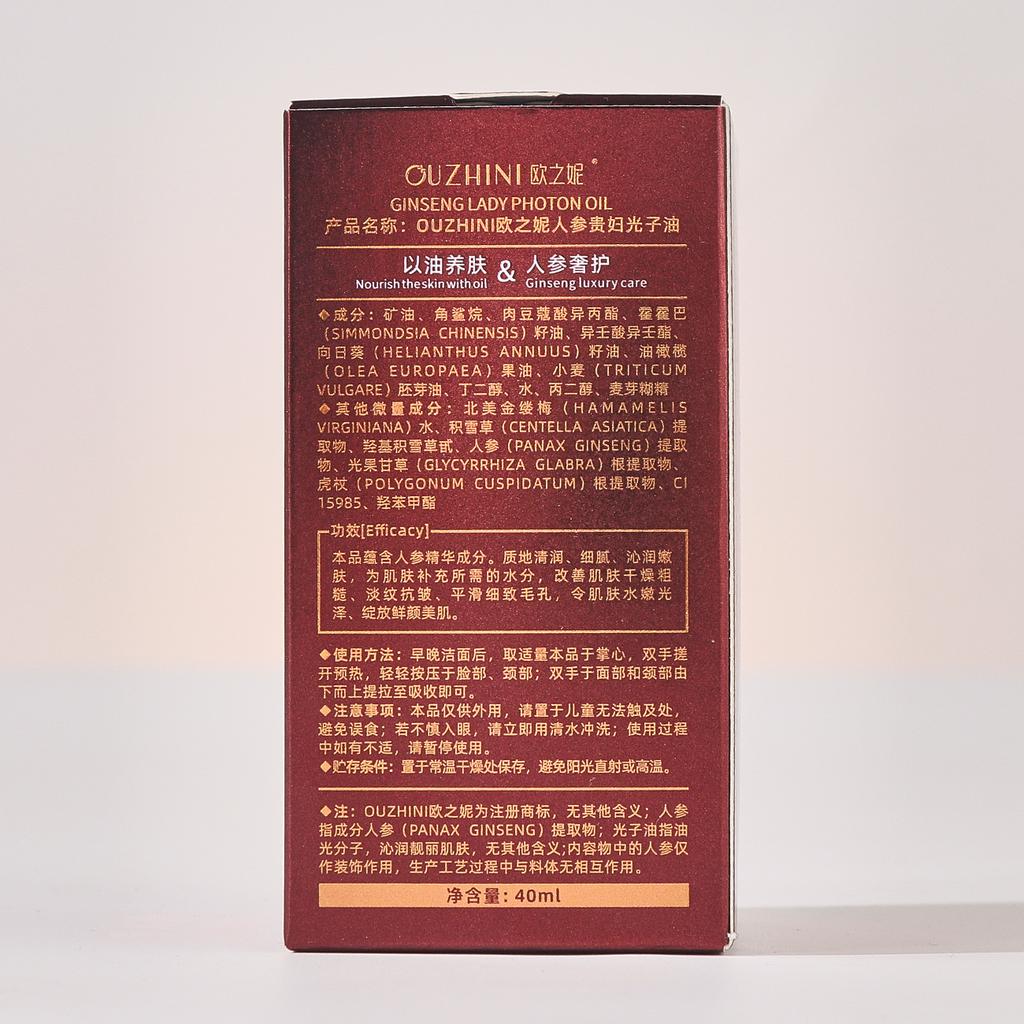 OUZHINI 欧之妮®
GINSENG LADY PHOTON OIL
产品名称：OUZHINI欧之妮人参贵妇光子油
以油养肤 & 人参奢护
Nourish the skin with oil Ginseng luxury care
◆成分：矿油、角鲨烷、肉豆蔻酸异丙酯、霍霍巴
（SIMMONDSIA CHINENSIS）籽油、异壬酸异壬酯、
向日葵（HELIANTHUS ANNUUS）籽油、油橄榄
（OLEA EUROPAEA）果油、小麦（TRITICUM
VULGARE）胚芽油、丁二醇、水、丙二醇、麦芽糊精
◆其他微量成分：北美金缕梅（HAMAMELIS
VIRGINIANA）水、积雪草（CENTELLA ASIATICA）提
取物、羟基积雪草甙、人参（PANAX GINSENG）提取
物、光果甘草（GLYCYRRHIZA GLABRA）根提取物、
虎杖（POLYGONUM CUSPIDATUM）根提取物、CI
15985、羟苯甲酯
功效[Efficacy]
本品蕴含人参精华成分。质地清润、细腻、沁润嫩
肤，为肌肤补充所需的水分，改善肌肤干燥粗
糙、淡纹抗皱、平滑细致毛孔，令肌肤水嫩光
泽、绽放鲜颜美肌。
◆使用方法：早晚洁面后，取适量本品于掌心，双手搓
开预热，轻轻按压于脸部、颈部；双手于面部和颈部由
下而上提拉至吸收即可。
◆注意事项：本品仅供外用，请置于儿童无法触及处，
避免误食；若不慎入眼，请立即用清水冲洗；使用过程
中如有不适，请暂停使用。
◆贮存条件：置于常温干燥处保存，避免阳光直射或高温。
◆注：OUZHINI欧之妮为注册商标，无其他含义；人参
指成分人参（PANAX GINSENG）提取物；光子油指油
光分子，沁润靓丽肌肤，无其他含义;内容物中的人参仅
作装饰作用，生产工艺过程中与料体无相互作用。
净含量：40ml